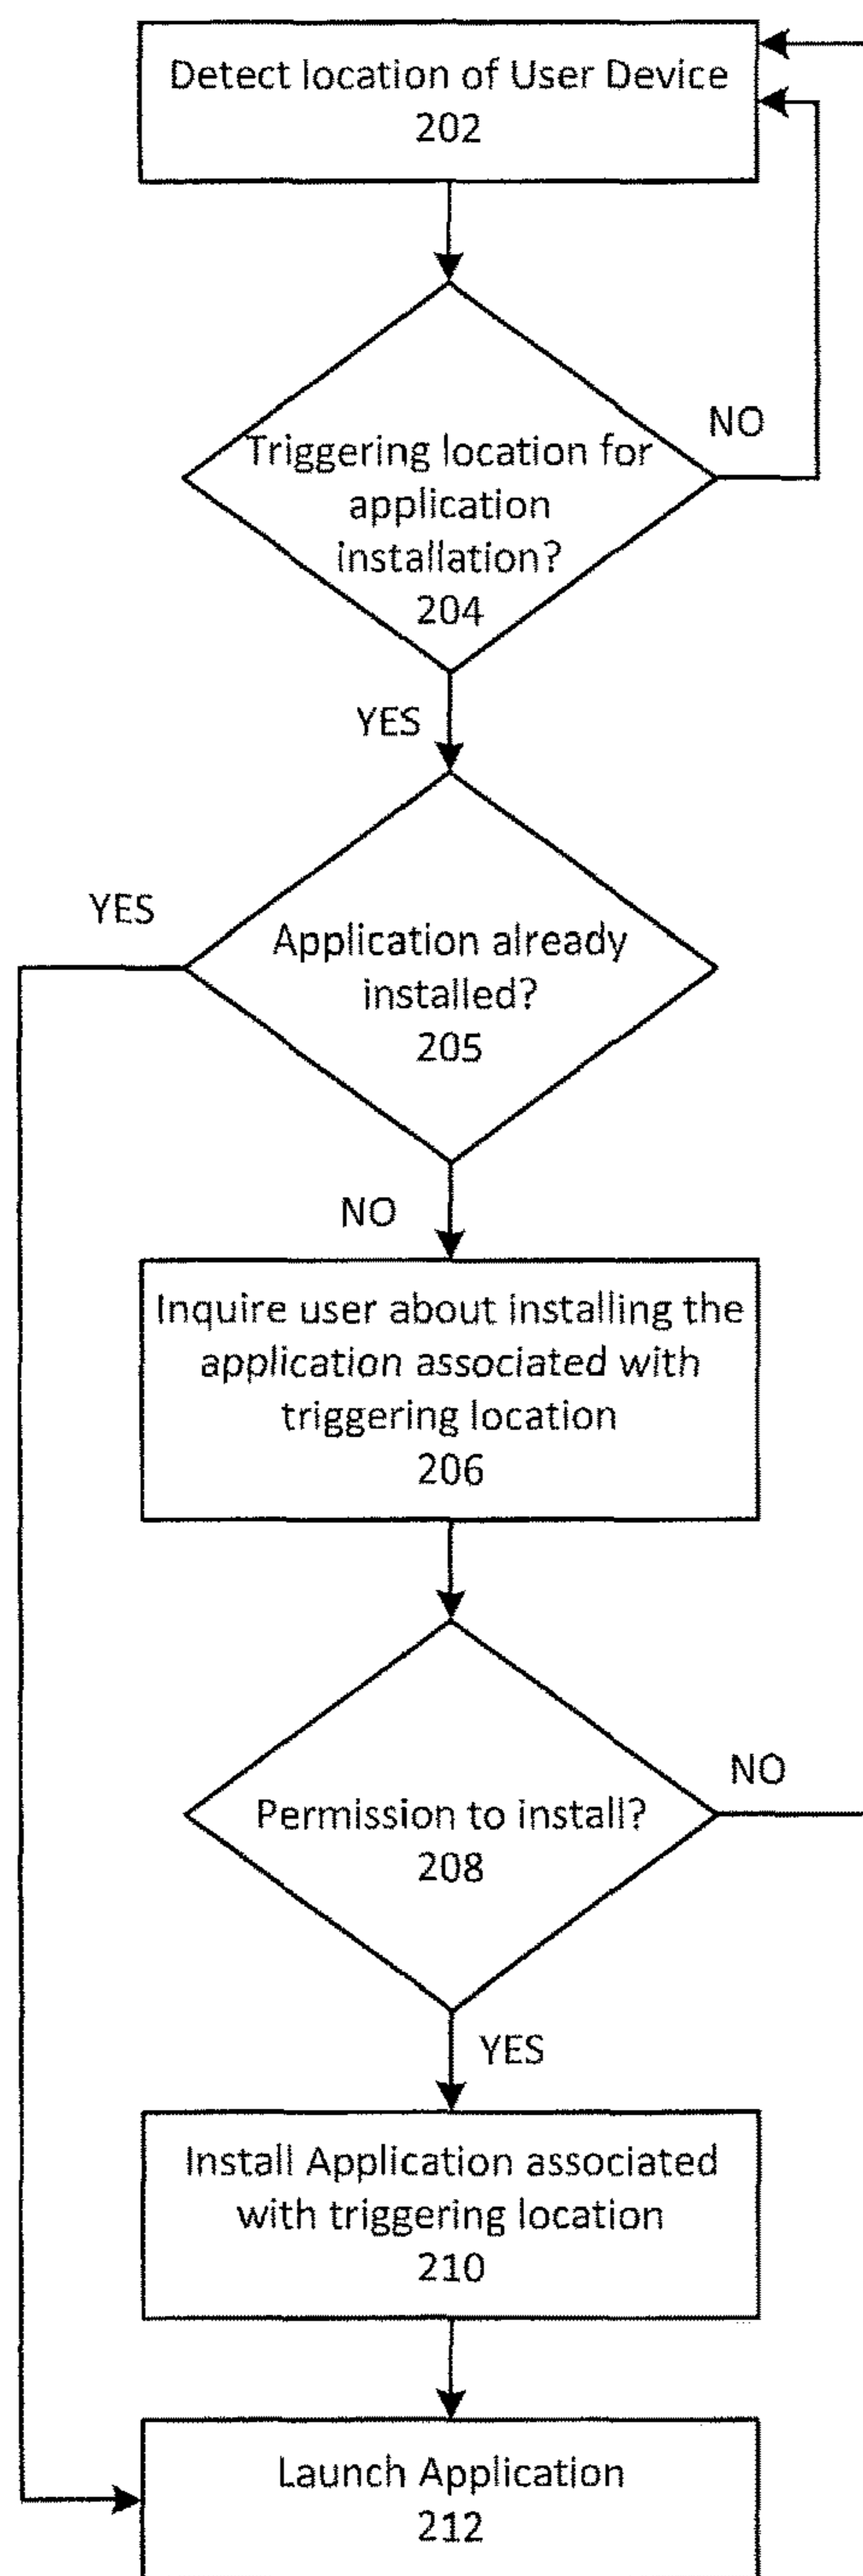 Detect location of User Device
202
NO
Triggering location for
application
installation?
204
YES
YES
Application already
installed?
205
NO
Inquire user about installing the
application associated with
triggering location
206
NO
Permission to install?
208
YES
Install Application associated
with triggering location
210
Launch Application
212